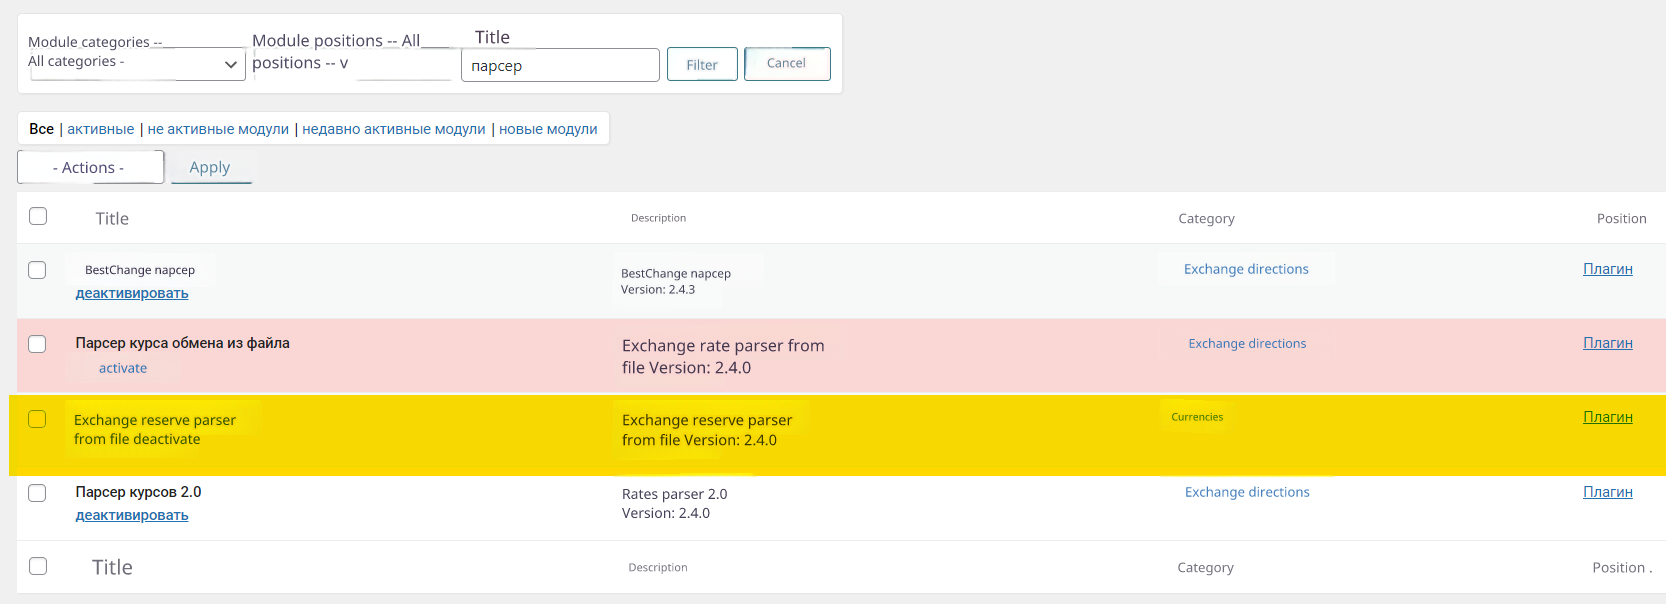 Module categories --
All categories -
Module positions -- All
positions -- v
Title
парсер
Filter
Cancel
Все | активные | не активные модули | недавно активные модули | новые модули
- Actions -
Apply
Title
Description
Category
Position
BestChange парсер
деактивировать
BestChange парсер
Version: 2.4.3
Exchange directions
Плагин
Парсер курса обмена из файла
activate
Exchange rate parser from
file Version: 2.4.0
Exchange directions
Плагин
Exchange reserve parser
from file deactivate
Exchange reserve parser
from file Version: 2.4.0
Currencies
Плагин
Парсер курсов 2.0
деактивировать
Rates parser 2.0
Version: 2.4.0
Exchange directions
Плагин
Title
Description
Category
Position .